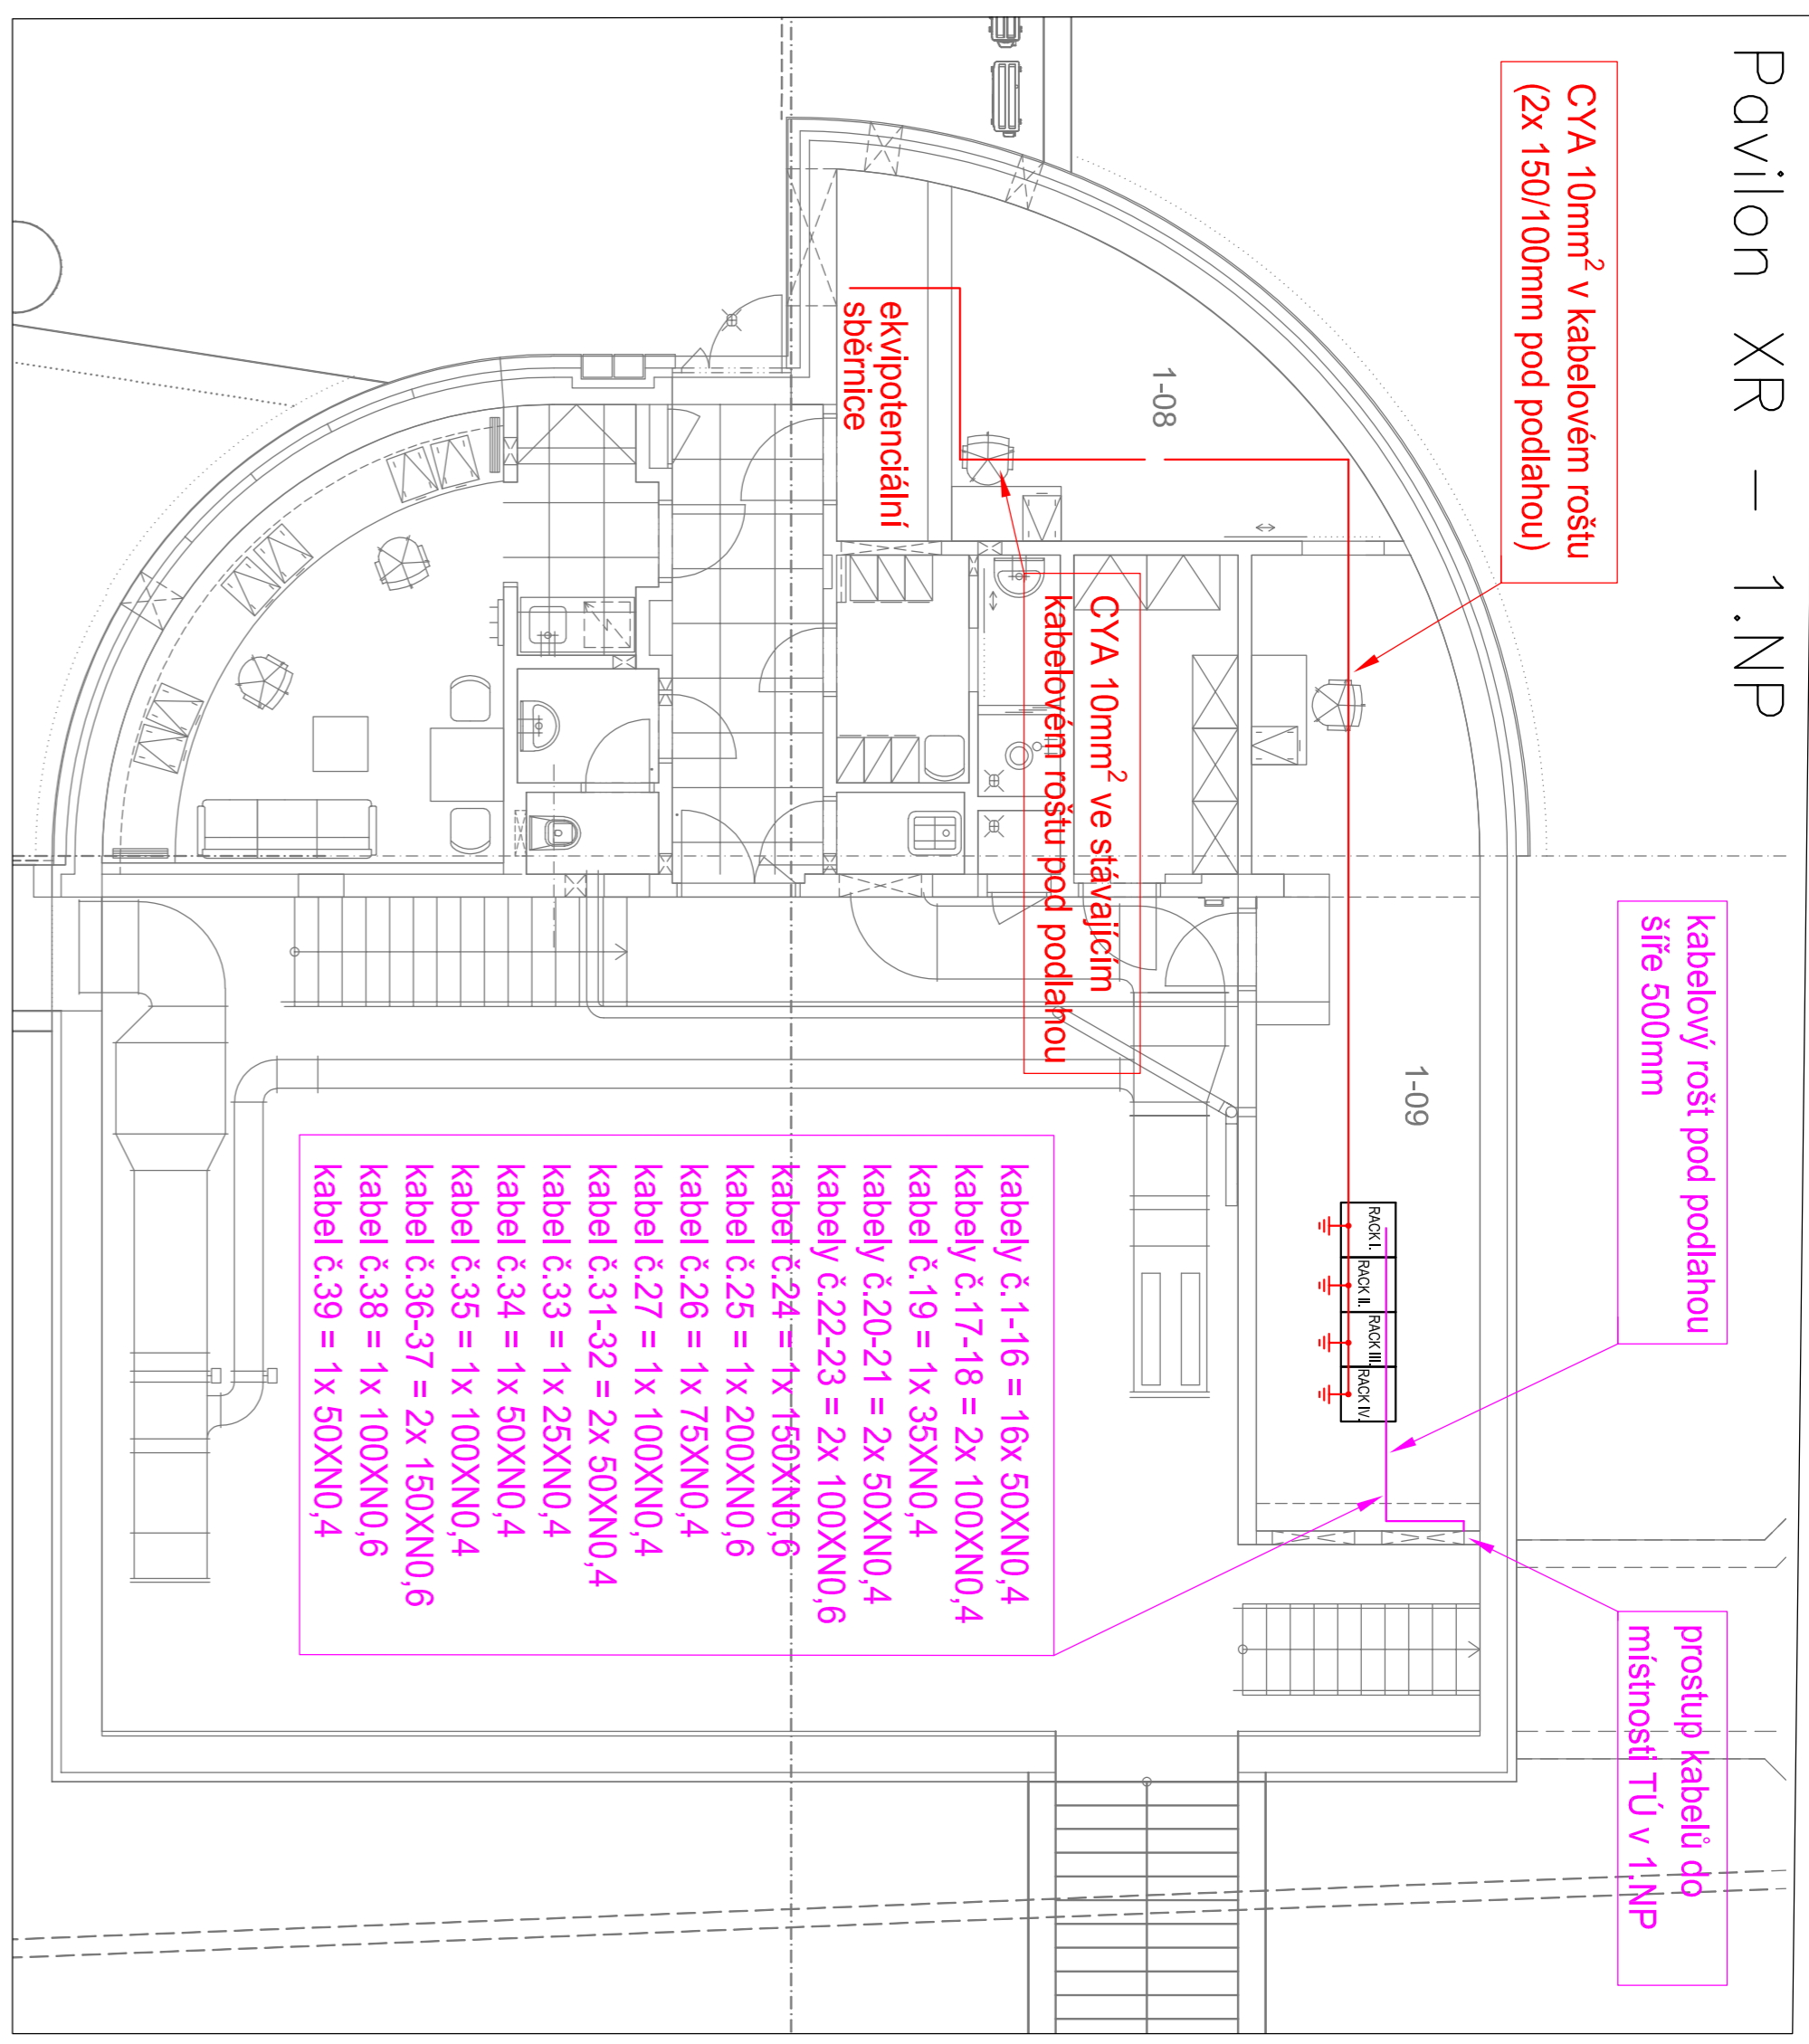 Pavilon XR – 1.NP
CYA 10mm² v kabelovém roštu
(2x 150/100mm pod podlahou)
kabelový rošt pod podlahou
šíře 500mm
prostup kabelů do
místnosti TÚ v 1.NP
1-08
1-09
RACK I.
RACK II.
RACK III.
RACK IV.
ekvipotenciální
sběrnice
CYA 10mm² ve stávajícím
kabelovém roštu pod podlahou
kabely č.1-16 = 16x 50XN0,4
kabely č.17-18 = 2x 100XN0,4
kabel č.19 = 1x 35XN0,4
kabely č.20-21 = 2x 50XN0,4
kabely č.22-23 = 2x 100XN0,6
kabel č.24 = 1x 150XN0,6
kabel č.25 = 1x 200XN0,6
kabel č.26 = 1x 75XN0,4
kabel č.27 = 1x 100XN0,4
kabel č.31-32 = 2x 50XN0,4
kabel č.33 = 1x 25XN0,4
kabel č.34 = 1x 50XN0,4
kabel č.35 = 1x 100XN0,4
kabel č.36-37 = 2x 150XN0,6
kabel č.38 = 1x 100XN0,6
kabel č.39 = 1x 50XN0,4